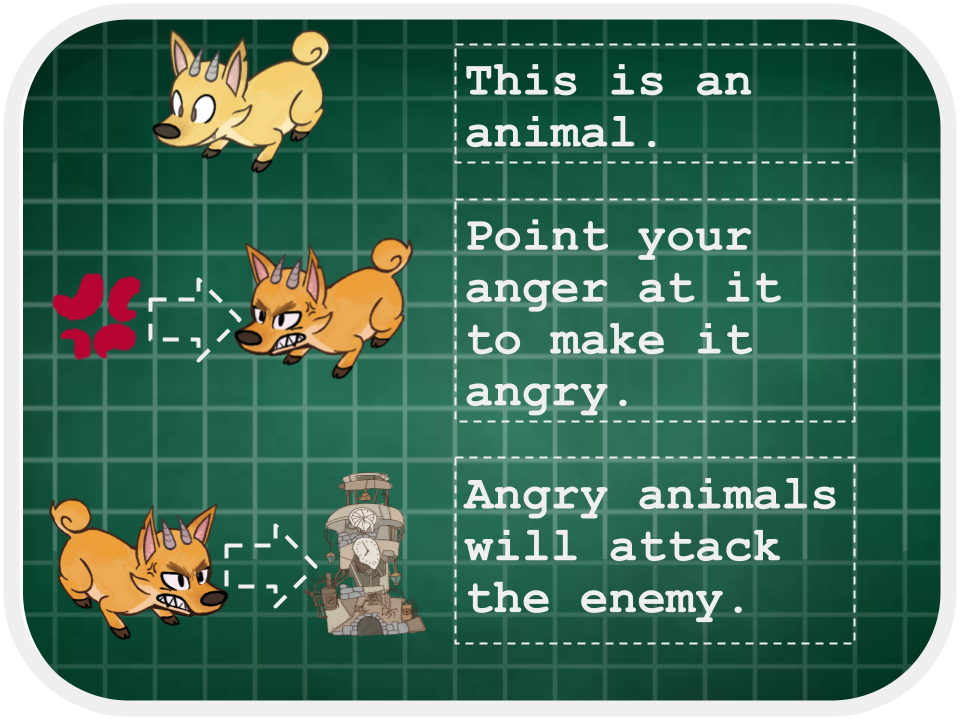 This is an
animal.
Point your
anger at it
to make it
angry.
Angry animals
will attack
the enemy.